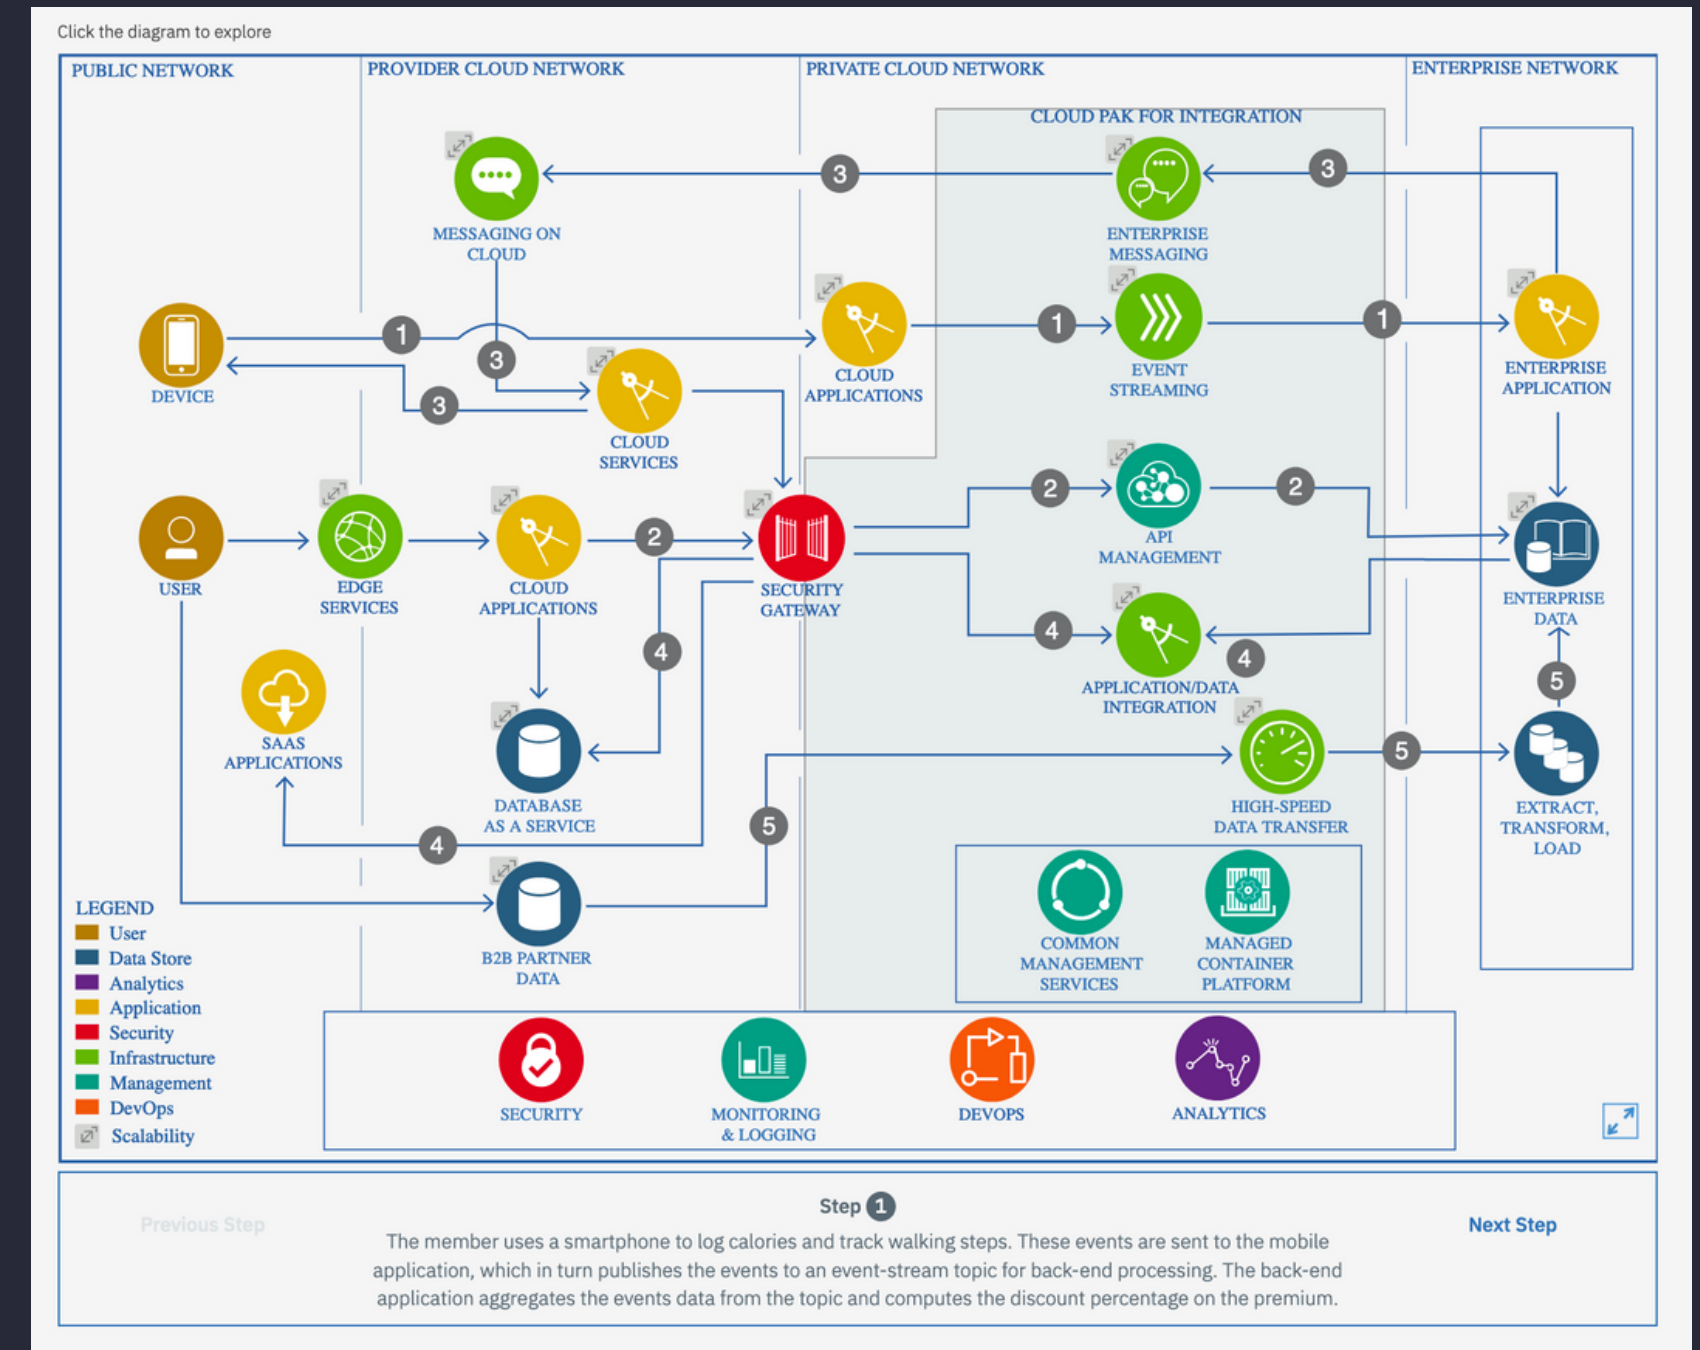 Click the diagram to explore
PUBLIC NETWORK
PROVIDER CLOUD NETWORK
PRIVATE CLOUD NETWORK
ENTERPRISE NETWORK
CLOUD PAK FOR INTEGRATION
3
3
MESSAGING ON
CLOUD
ENTERPRISE
MESSAGING
1
3
3
DEVICE
CLOUD
SERVICES
CLOUD
APPLICATIONS
1
EVENT
STREAMING
1
ENTERPRISE
APPLICATION
USER
EDGE
SERVICES
CLOUD
APPLICATIONS
2
SECURITY
GATEWAY
2
API
MANAGEMENT
2
ENTERPRISE
DATA
4
4
4
APPLICATION/DATA
INTEGRATION
5
SAAS
APPLICATIONS
DATABASE
AS A SERVICE
4
5
HIGH-SPEED
DATA TRANSFER
5
EXTRACT,
TRANSFORM,
LOAD
B2B PARTNER
DATA
COMMON
MANAGEMENT
SERVICES
MANAGED
CONTAINER
PLATFORM
LEGEND
User
Data Store
Analytics
Application
Security
Infrastructure
Management
DevOps
Scalability
SECURITY
MONITORING
& LOGGING
DEVOPS
ANALYTICS
Previous Step
Step 1
Next Step
The member uses a smartphone to log calories and track walking steps. These events are sent to the mobile
application, which in turn publishes the events to an event-stream topic for back-end processing. The back-end
application aggregates the events data from the topic and computes the discount percentage on the premium.